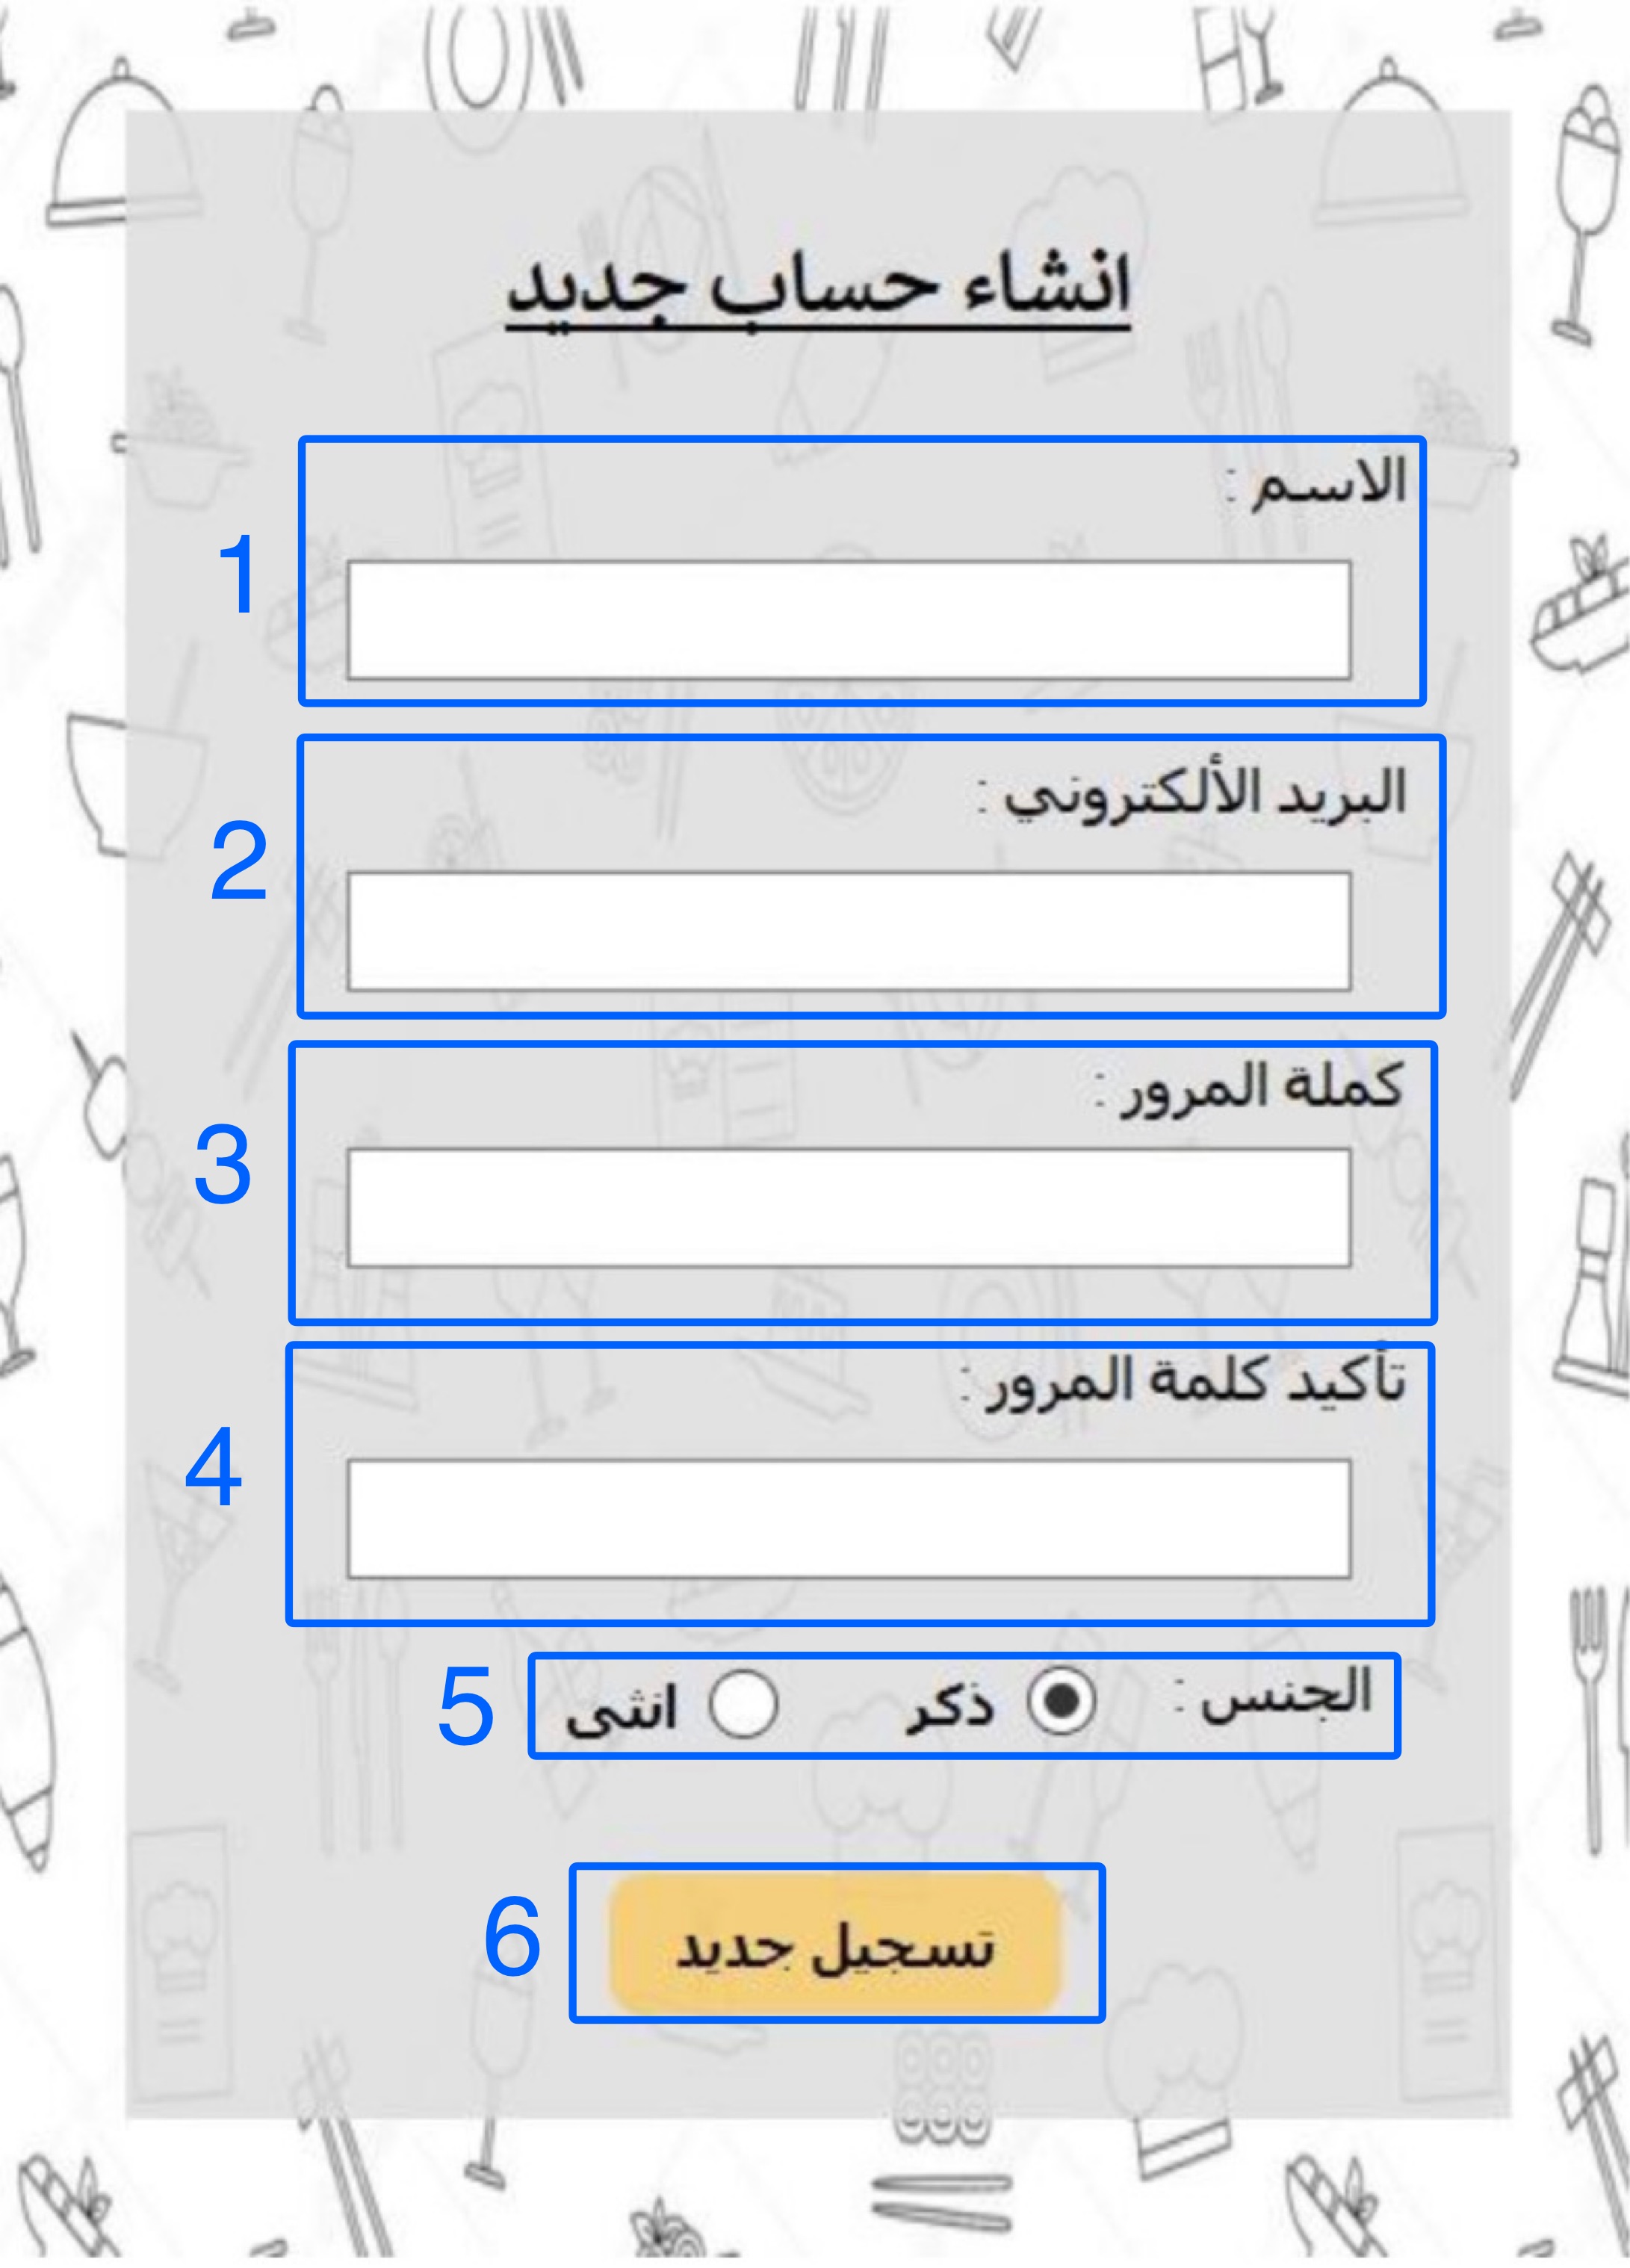 انشاء حساب جديد
الاسم :
1
البريد الألكتروني :
2
كملة المرور :
3
تأكيد كلمة المرور :
4
الجنس : ذكر انثى
5
تسجيل جديد
6